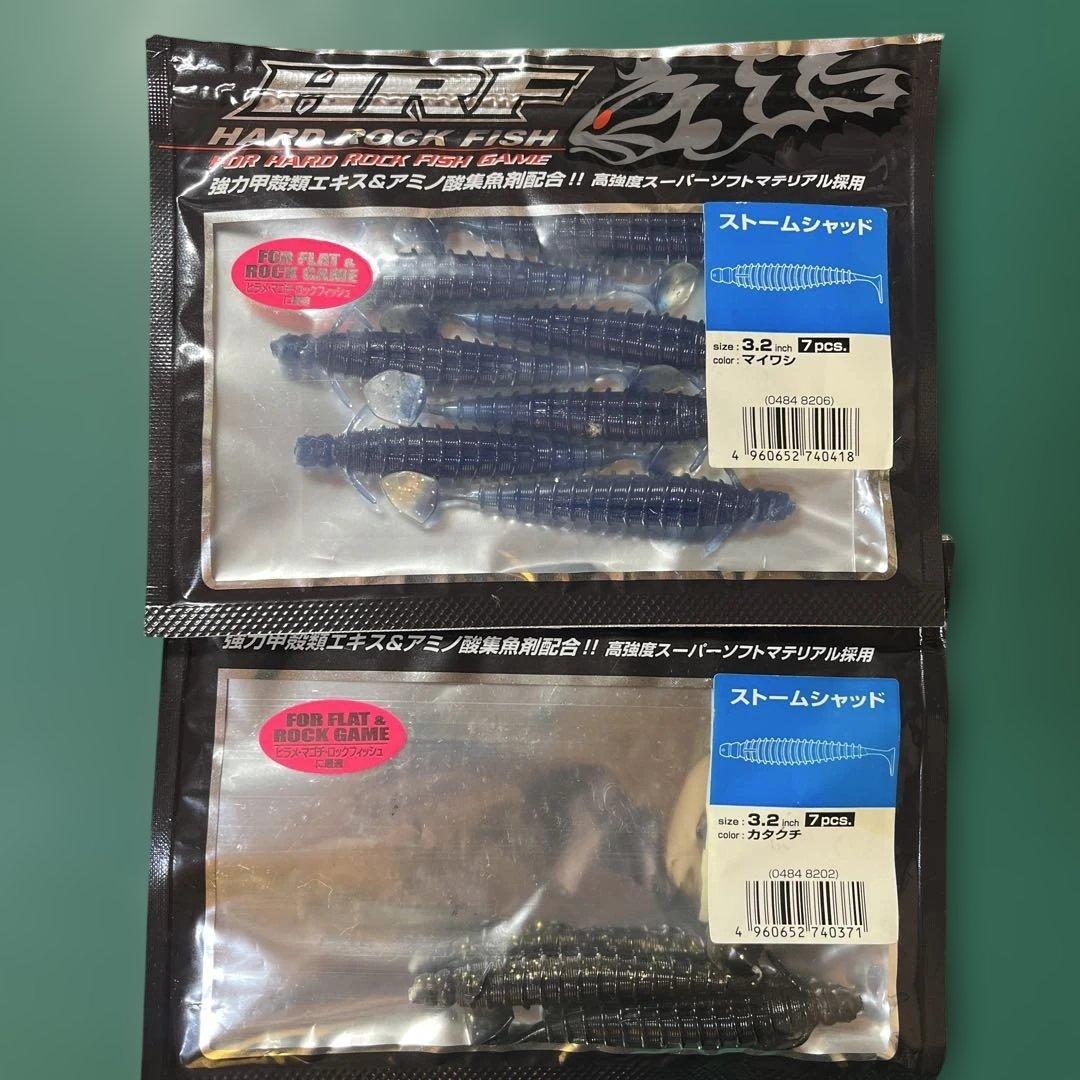 HRF
HARD ROCK FISH
FOR HARD ROCK FISH GAME
強力甲殻類エキス&アミノ酸集魚剤配合!! 高強度スーパーソフトマテリアル採用
FOR FLAT &
ROCK GAME
ヒラメ・マゴチ・ロックフィッシュ
に最適
ストームシャッド
size : 3.2 inch 7 pcs.
color : マイワシ
(0484 8206)
4 960652 740418
強力甲殻類エキス&アミノ酸集魚剤配合!! 高強度スーパーソフトマテリアル採用
FOR FLAT &
ROCK GAME
ヒラメ・マゴチ・ロックフィッシュ
に最適
ストームシャッド
size : 3.2 inch 7 pcs.
color : カタクチ
(0484 8202)
4 960652 740371